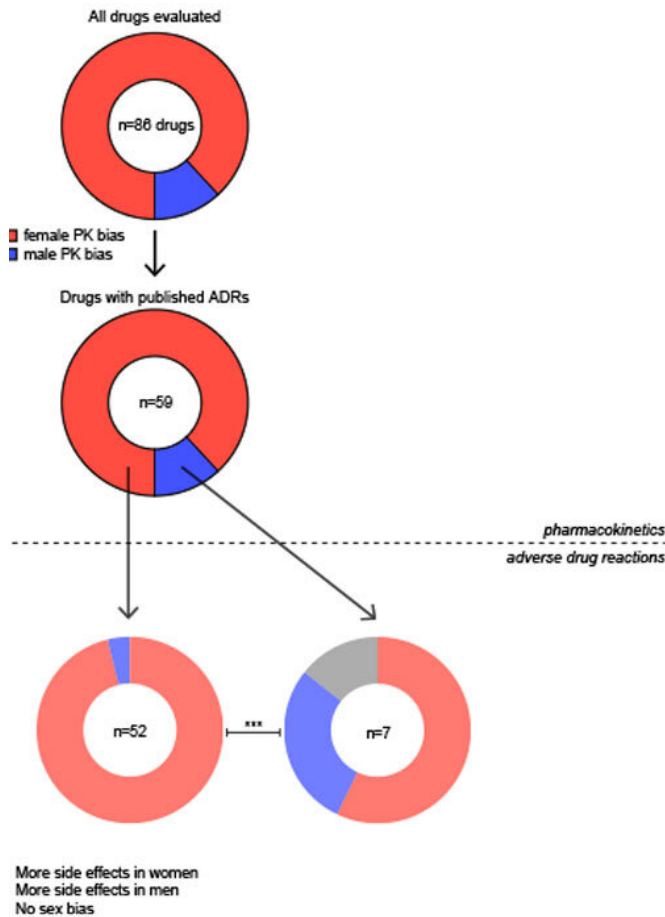 All drugs evaluated
n=86 drugs
female PK bias
male PK bias
Drugs with published ADRs
n=59
pharmacokinetics
adverse drug reactions
n=52
***
n=7
More side effects in women
More side effects in men
No sex bias